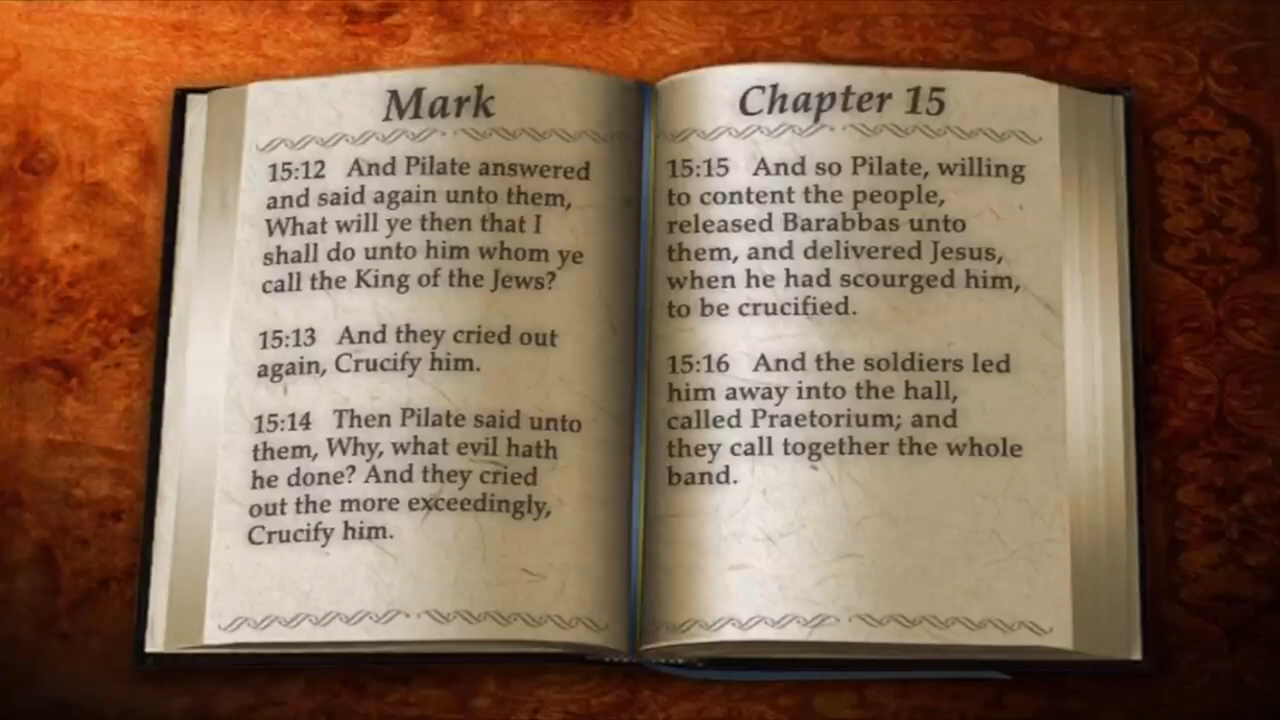 Mark
15:12 And Pilate answered
and said again unto them,
What will ye then that I
shall do unto him whom ye
call the King of the Jews?
15:13 And they cried out
again, Crucify him.
15:14 Then Pilate said unto
them, Why, what evil hath
he done? And they cried
out the more exceedingly,
Crucify him.
Chapter 15
15:15 And so Pilate, willing
to content the people,
released Barabbas unto
them, and delivered Jesus,
when he had scourged him,
to be crucified.
15:16 And the soldiers led
him away into the hall,
called Praetorium; and
they call together the whole
band.